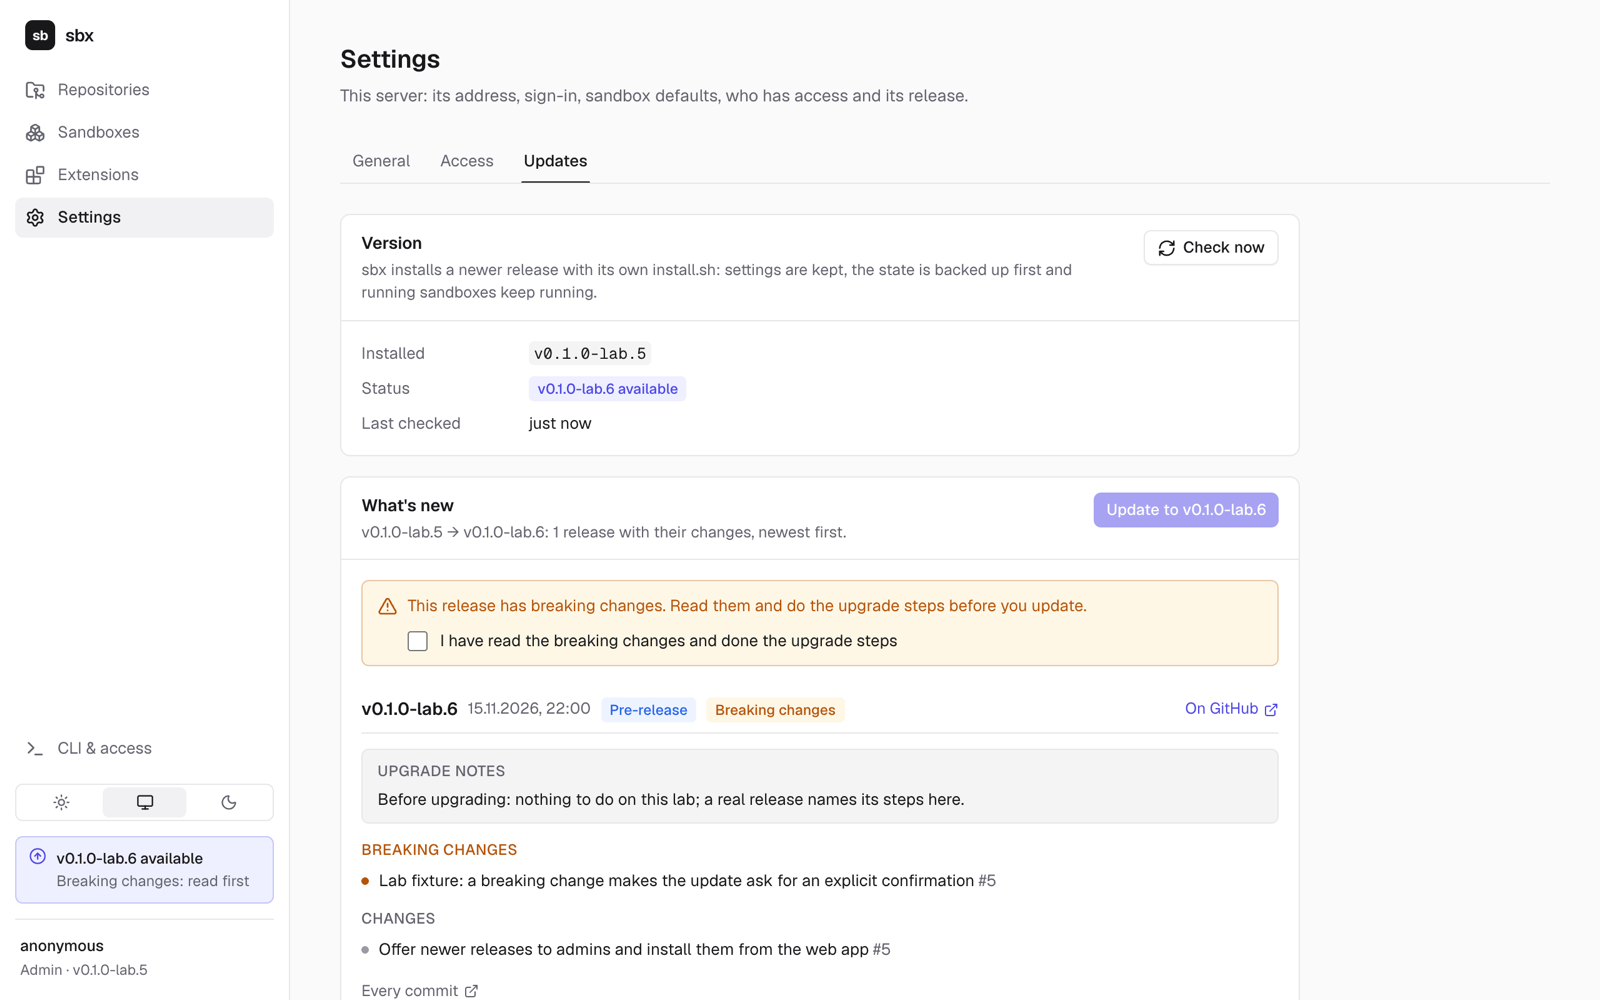 sb sbx
Repositories
Sandboxes
Extensions
Settings
CLI & access
v0.1.0-lab.6 available
Breaking changes: read first
anonymous
Admin · v0.1.0-lab.5
Settings
This server: its address, sign-in, sandbox defaults, who has access and its release.
General Access Updates
Version
Check now
sbx installs a newer release with its own install.sh: settings are kept, the state is backed up first and
running sandboxes keep running.
Installed v0.1.0-lab.5
Status v0.1.0-lab.6 available
Last checked just now
What's new
Update to v0.1.0-lab.6
v0.1.0-lab.5 → v0.1.0-lab.6: 1 release with their changes, newest first.
This release has breaking changes. Read them and do the upgrade steps before you update.
I have read the breaking changes and done the upgrade steps
v0.1.0-lab.6 15.11.2026, 22:00 Pre-release Breaking changes On GitHub
UPGRADE NOTES
Before upgrading: nothing to do on this lab; a real release names its steps here.
BREAKING CHANGES
Lab fixture: a breaking change makes the update ask for an explicit confirmation #5
CHANGES
Offer newer releases to admins and install them from the web app #5
Every commit